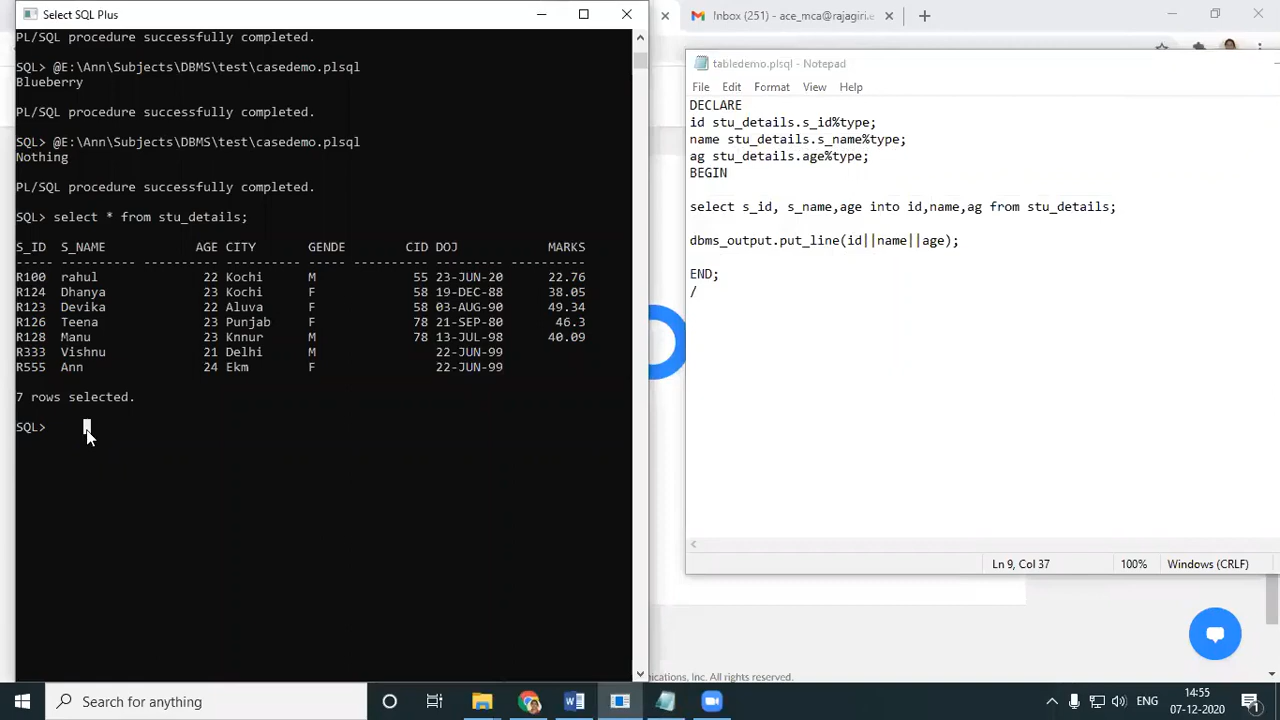 Select SQL Plus
PL/SQL procedure successfully completed.
SQL> @E:\Ann\Subjects\DBMS\test\casedemo.plsql
Blueberry
PL/SQL procedure successfully completed.
SQL> @E:\Ann\Subjects\DBMS\test\casedemo.plsql
Nothing
PL/SQL procedure successfully completed.
SQL> select * from stu_details;
S_ID S_NAME AGE CITY GENDE CID DOJ MARKS
----- ---------- ---------- ---------- ----- ---------- --------- ----------
R100 rahul 22 Kochi M 55 23-JUN-20 22.76
R124 Dhanya 23 Kochi F 58 19-DEC-88 38.05
R123 Devika 22 Aluva F 58 03-AUG-90 49.34
R126 Teena 23 Punjab F 78 21-SEP-80 46.3
R128 Manu 23 Knnur M 78 13-JUL-98 40.09
R333 Vishnu 21 Delhi M 22-JUN-99
R555 Ann 24 Ekm F 22-JUN-99
7 rows selected.
SQL>
Inbox (251) - ace_mca@rajagiri.e
tabledemo.plsql - Notepad
File Edit Format View Help
DECLARE
id stu_details.s_id%type;
name stu_details.s_name%type;
ag stu_details.age%type;
BEGIN
select s_id, s_name,age into id,name,ag from stu_details;
dbms_output.put_line(id||name||age);
END;
/
Ln 9, Col 37 100% Windows (CRLF)
ications, Inc. All rights reserved.
Search for anything
ENG
14:55
07-12-2020
1